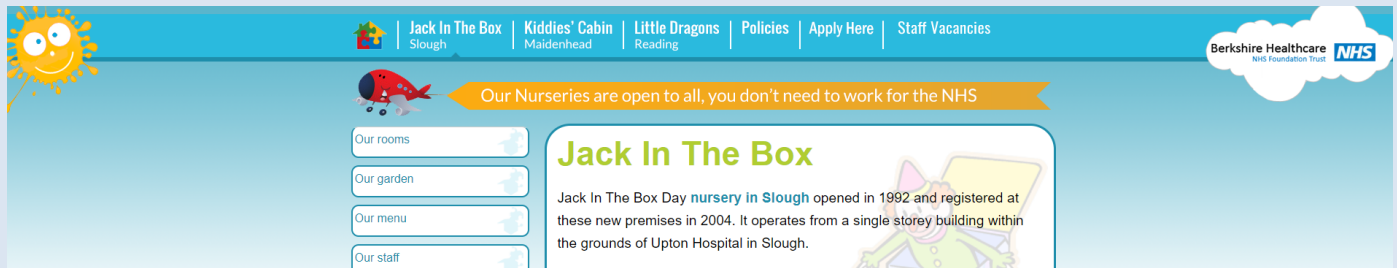 Jack In The Box
Slough
Kiddies' Cabin
Maidenhead
Little Dragons
Reading
Policies
Apply Here
Staff Vacancies
Berkshire Healthcare NHS
NHS Foundation Trust
Our Nurseries are open to all, you don't need to work for the NHS
Our rooms
Our garden
Our menu
Our staff
Jack In The Box
Jack In The Box Day nursery in Slough opened in 1992 and registered at
these new premises in 2004. It operates from a single storey building within
the grounds of Upton Hospital in Slough.